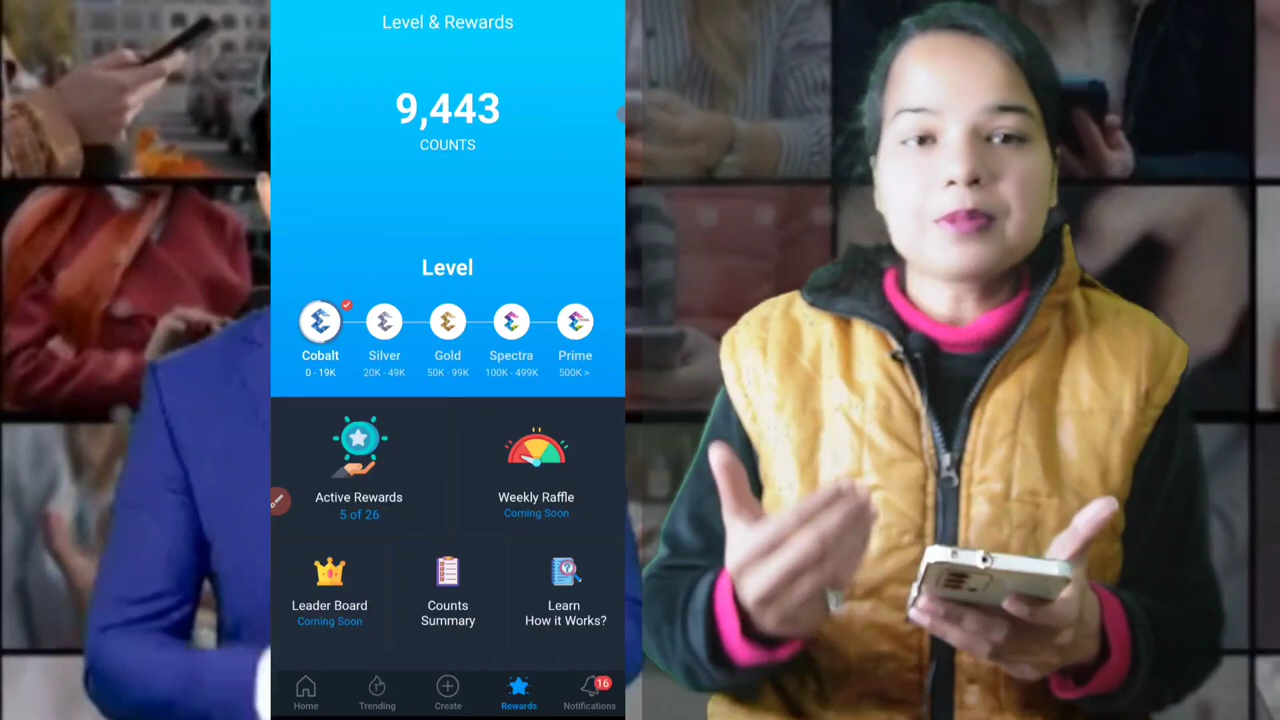 Level & Rewards
9,443
COUNTS
Level
Cobalt
Silver
Gold
Spectra
Prime
0 - 19K
20K - 49K
50K - 99K
100K - 499K
500K >
Active Rewards
5 of 26
Weekly Raffle
Coming Soon
Leader Board
Coming Soon
Counts
Summary
Learn
How it Works?
Home
Trending
Create
Rewards
16
Notifications